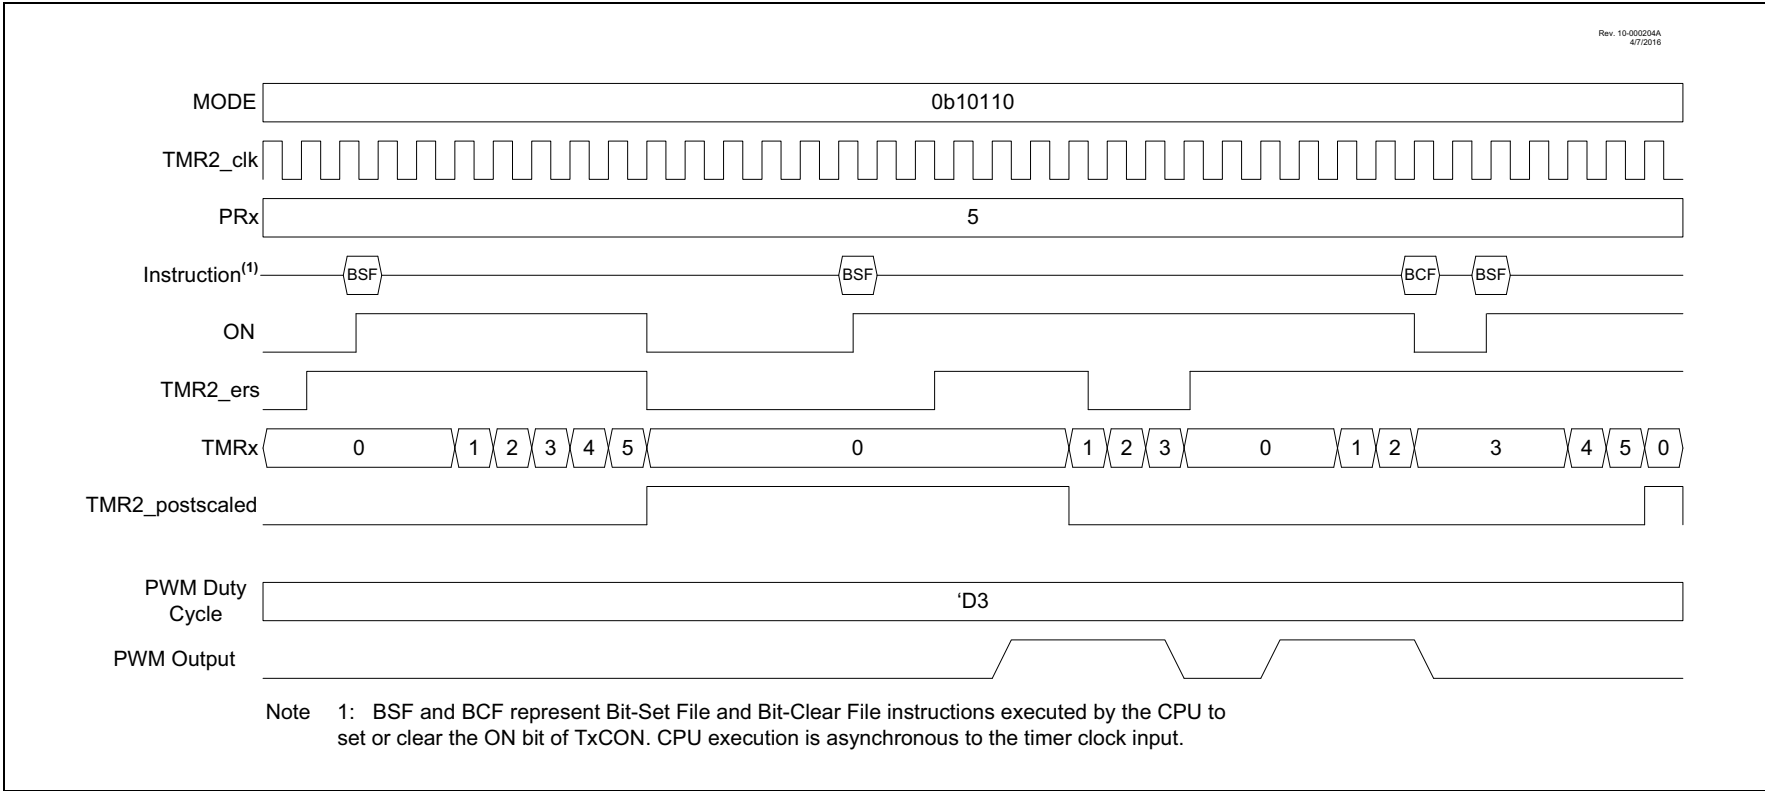 Rev. 10-000204A
4/7/2016
MODE 0b10110
TMR2_clk
PRx 5
Instruction(1) BSF BSF BCF BSF
ON
TMR2_ers
TMRx 0 1 2 3 4 5 0 1 2 3 0 1 2 3 4 5 0
TMR2_postscaled
PWM Duty
Cycle
‘D3
PWM Output
Note 1: BSF and BCF represent Bit-Set File and Bit-Clear File instructions executed by the CPU to
set or clear the ON bit of TxCON. CPU execution is asynchronous to the timer clock input.